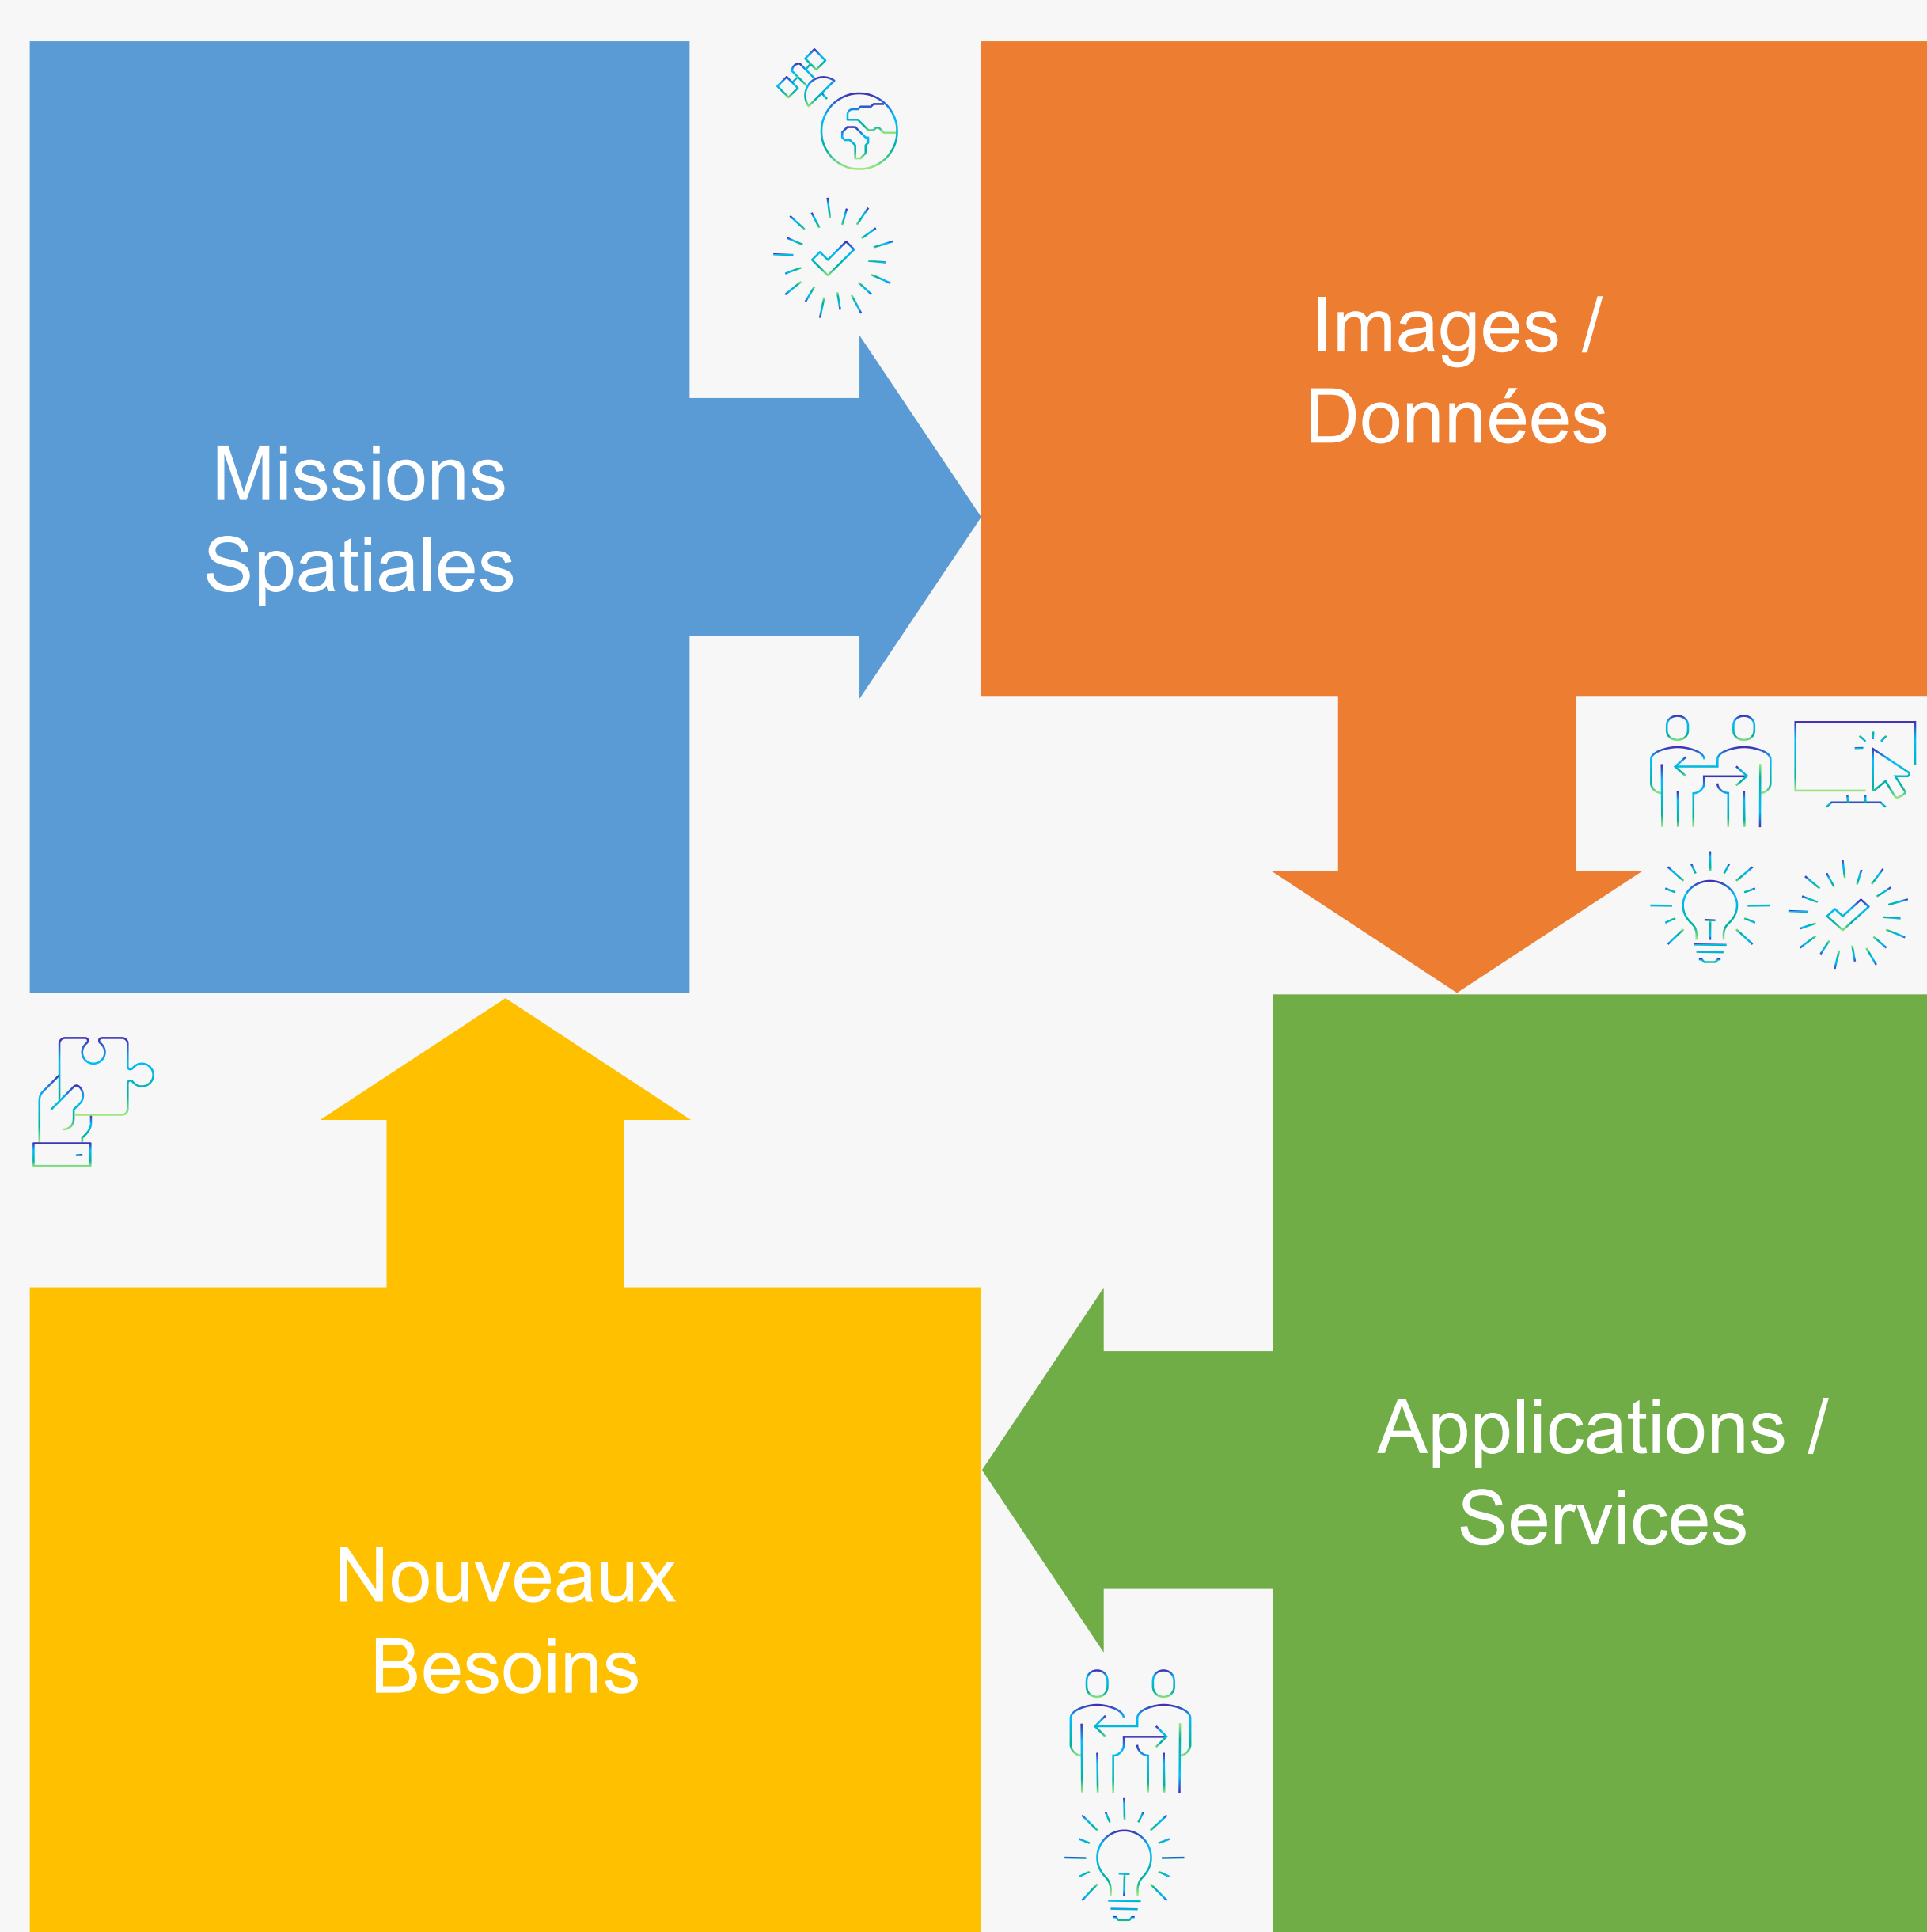 Missions
Spatiales
Images /
Données
Applications /
Services
Nouveaux
Besoins